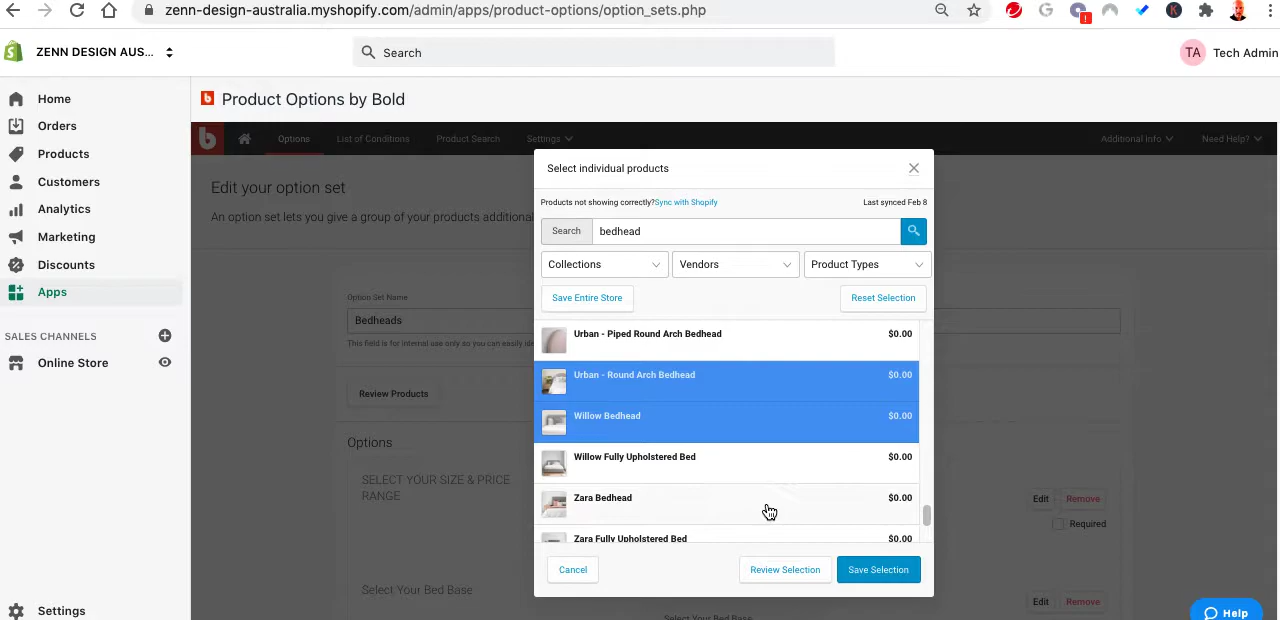 zenn-design-australia.myshopify.com/admin/apps/product-options/option_sets.php
ZENN DESIGN AUS...
Search
TA Tech Admin
Home
Orders
Products
Customers
Analytics
Marketing
Discounts
Apps
SALES CHANNELS
Online Store
Settings
Product Options by Bold
Options List of Conditions Product Search Settings Additional Info Need Help?
Edit your option set
An option set lets you give a group of your products additional
Option Set Name
Bedheads
This field is for internal use only so you can easily ide
Review Products
Options
SELECT YOUR SIZE & PRICE
RANGE
Edit Remove
Required
Select Your Bed Base
Edit Remove
Select Your Bed Base
Select individual products
Products not showing correctly?Sync with Shopify Last synced Feb 8
Search bedhead
Collections Vendors Product Types
Save Entire Store Reset Selection
Urban - Piped Round Arch Bedhead $0.00
Urban - Round Arch Bedhead $0.00
Willow Bedhead $0.00
Willow Fully Upholstered Bed $0.00
Zara Bedhead $0.00
Zara Fully Upholstered Bed $0.00
Cancel Review Selection Save Selection
Help